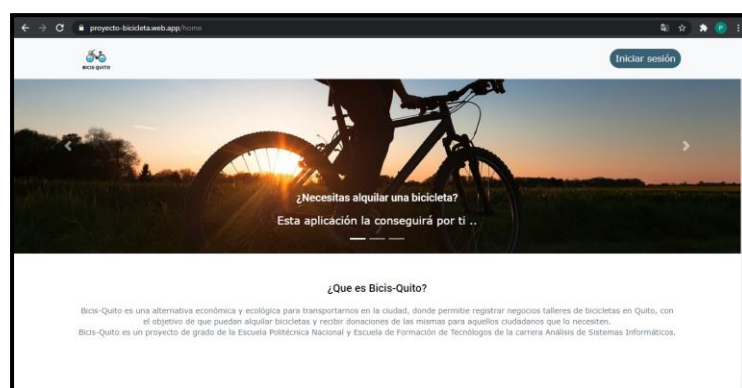 proyecto-bicicleta.web.app/home
P
BICIS QUITO
Iniciar sesión
¿Necesitas alquilar una bicicleta?
Esta aplicación la conseguirá por ti ..
¿Que es Bicis-Quito?
Bicis-Quito es una alternativa económica y ecológica para transportarnos en la ciudad, donde permitie registrar negocios talleres de bicicletas en Quito, con
el objetivo de que puedan alquilar bicicletas y recibir donaciones de las mismas para aquellos ciudadanos que lo necesiten.
Bicis-Quito es un proyecto de grado de la Escuela Politécnica Nacional y Escuela de Formación de Tecnólogos de la carrera Análisis de Sistemas Informáticos.